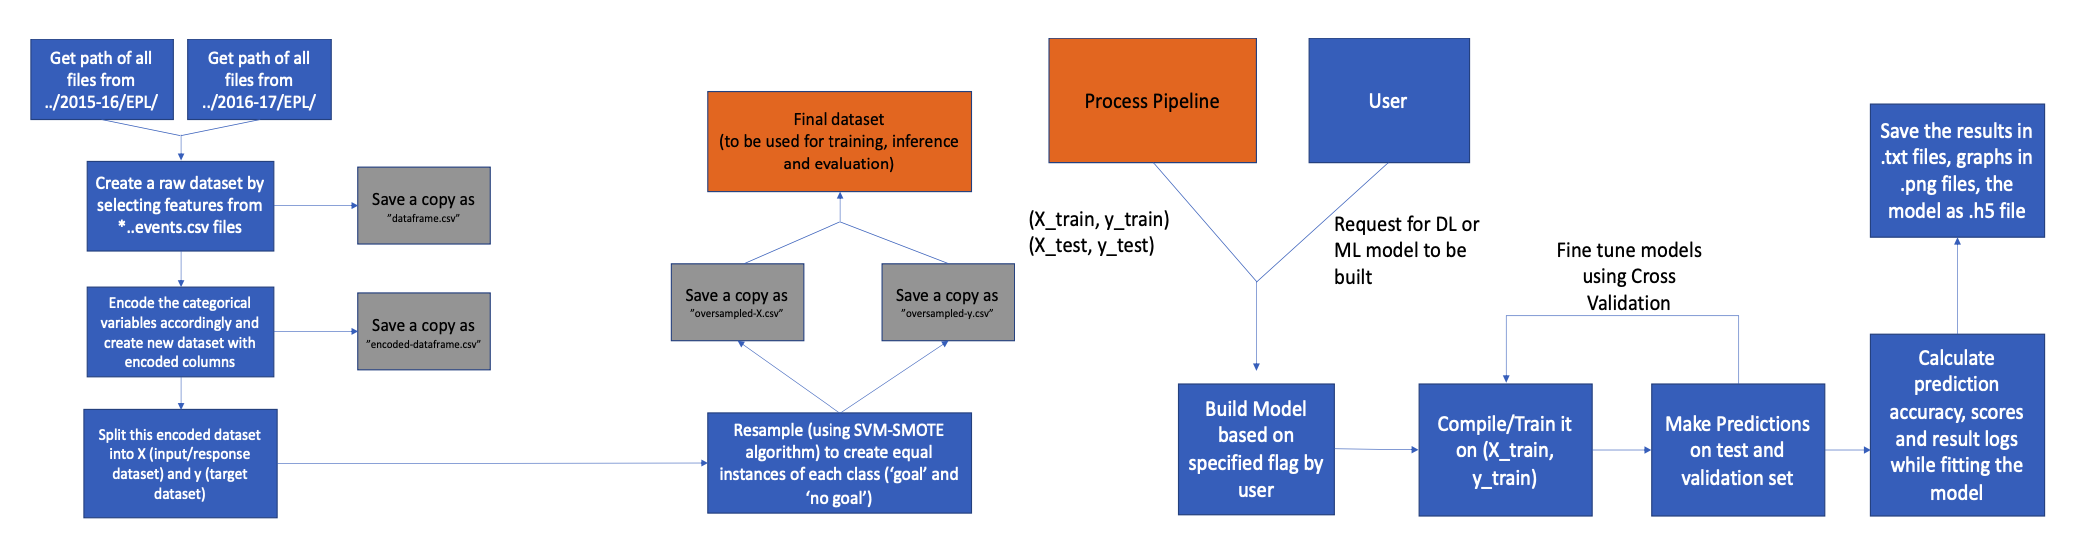 Get path of all
files from
../2015-16/EPL/
Get path of all
files from
../2016-17/EPL/
Create a raw dataset by
selecting features from
*..events.csv files
Save a copy as
"dataframe.csv"
Encode the categorical
variables accordingly and
create new dataset with
encoded columns
Save a copy as
"encoded-dataframe.csv"
Split this encoded dataset
into X (input/response
dataset) and y (target
dataset)
Final dataset
(to be used for training, inference
and evaluation)
Save a copy as
"oversampled-X.csv"
Save a copy as
"oversampled-y.csv"
Resample (using SVM-SMOTE
algorithm) to create equal
instances of each class ('goal' and
'no goal')
Process Pipeline
User
(X_train, y_train)
(X_test, y_test)
Request for DL or
ML model to be
built
Build Model
based on
specified flag by
user
Fine tune models
using Cross
Validation
Compile/Train it
on (X_train,
y_train)
Make Predictions
on test and
validation set
Save the results in
.txt files, graphs in
.png files, the
model as .h5 file
Calculate
prediction
accuracy, scores
and result logs
while fitting the
model